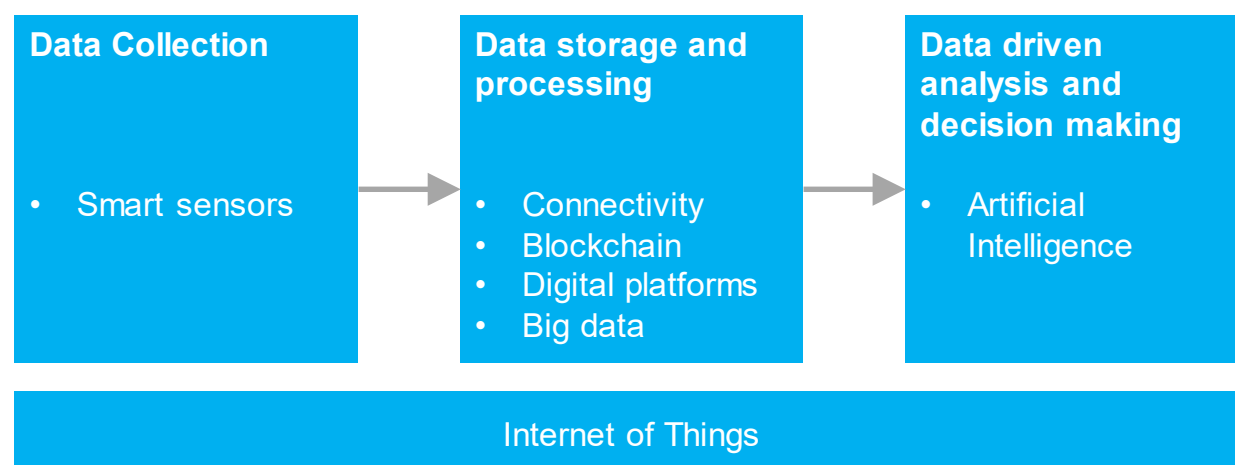 Data Collection
• Smart sensors
Data storage and
processing
• Connectivity
• Blockchain
• Digital platforms
• Big data
Data driven
analysis and
decision making
• Artificial
Intelligence
Internet of Things